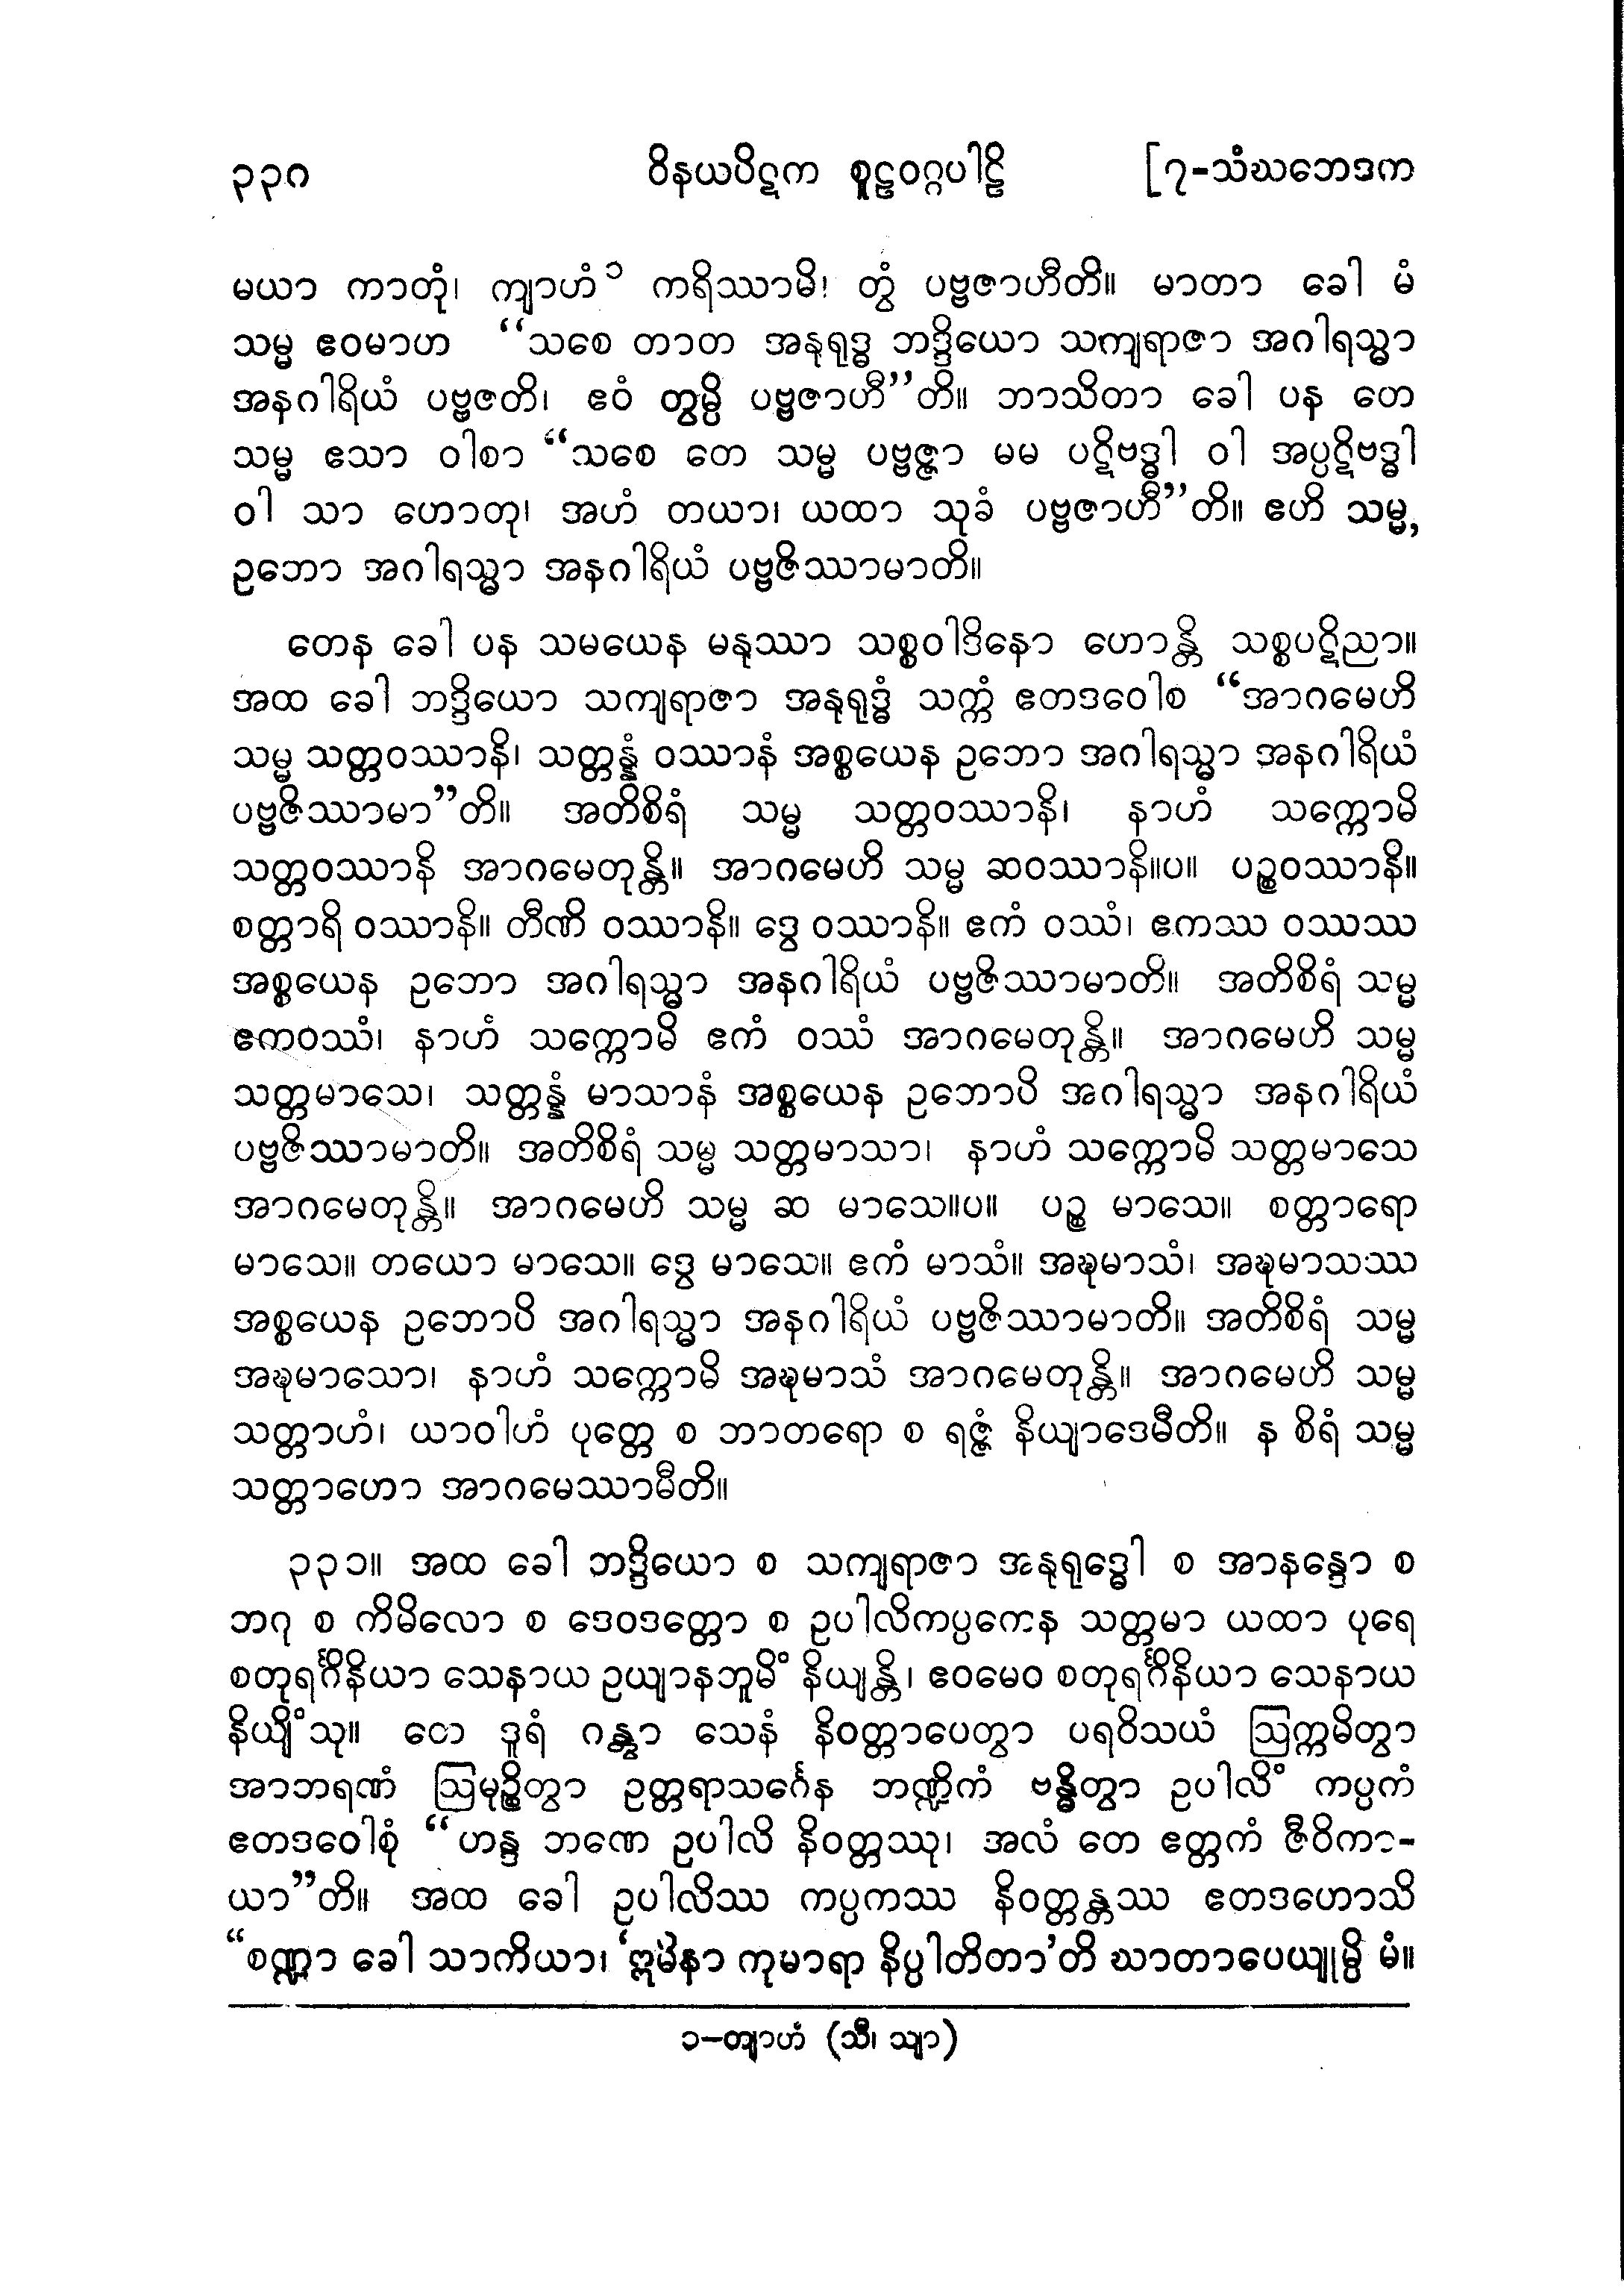 ၃၃၀ ဝိနယပိဋက စူဠဝဂ္ဂပါဠိ [၇-သံဃဘေဒက
မယာ ကာတုံ၊ ကျာဟံ ၁ ကရိဿာမိ၊ တွံ ပဗ္ဗဇာဟီတိ။ မာတာ ခေါ မံ
သမ္မ ဧဝမာဟ “သစေ တာတ အနုရုဒ္ဓ ဘဒ္ဒိယော သကျရာဇာ အဂါရသ္မာ
အနဂါရိယံ ပဗ္ဗဇတိ၊ ဧဝံ တွမ္ပိ ပဗ္ဗဇာဟီ”တိ။ ဘာသိတာ ခေါ ပန တေ
သမ္မ ဧသာ ဝါစာ “သစေ တေ သမ္မ ပဗ္ဗဇ္ဇာ မမ ပဋိဗဒ္ဓါ ဝါ အပ္ပဋိဗဒ္ဓါ
ဝါ သာ ဟောတု၊ အဟံ တယာ၊ ယထာ သုခံ ပဗ္ဗဇာဟီ”တိ။ ဧဟိ သမ္မ,
ဥဘော အဂါရသ္မာ အနဂါရိယံ ပဗ္ဗဇိဿာမာတိ။
တေန ခေါ ပန သမယေန မနုဿာ သစ္စဝါဒိနော ဟောန္တိ သစ္စပဋိညာ။
အထ ခေါ ဘဒ္ဒိယော သကျရာဇာ အနုရုဒ္ဓံ သက္ကံ ဧတဒဝေါစ “အာဂမေဟိ
သမ္မ သတ္တဝဿာနိ၊ သတ္တန္နံ ဝဿာနံ အစ္စယေန ဥဘော အဂါရသ္မာ အနဂါရိယံ
ပဗ္ဗဇိဿာမာ”တိ။ အတိစိရံ သမ္မ သတ္တဝဿာနိ၊ နာဟံ သက္ကောမိ
သတ္တဝဿာနိ အာဂမေတုန္တိ။ အာဂမေဟိ သမ္မ ဆဝဿာနိ။ပ။ ပဉ္စဝဿာနိ။
စတ္တာရိ ဝဿာနိ။ တီဏိ ဝဿာနိ။ ဒွေ ဝဿာနိ။ ဧကံ ဝဿံ၊ ဧကဿ ဝဿဿ
အစ္စယေန ဥဘော အဂါရသ္မာ အနဂါရိယံ ပဗ္ဗဇိဿာမာတိ။ အတိစိရံ သမ္မ
ဧကဝဿံ၊ နာဟံ သက္ကောမိ ဧကံ ဝဿံ အာဂမေတုန္တိ။ အာဂမေဟိ သမ္မ
သတ္တမာသေ၊ သတ္တန္နံ မာသာနံ အစ္စယေန ဥဘောပိ အဂါရသ္မာ အနဂါရိယံ
ပဗ္ဗဇိဿာမာတိ။ အတိစိရံ သမ္မ သတ္တမာသာ၊ နာဟံ သက္ကောမိ သတ္တမာသေ
အာဂမေတုန္တိ။ အာဂမေဟိ သမ္မ ဆ မာသေ။ပ။ ပဉ္စ မာသေ။ စတ္တာရော
မာသေ။ တယော မာသေ။ ဒွေ မာသေ။ ဧကံ မာသံ။ အဍ္ဎမာသံ၊ အဍ္ဎမာသဿ
အစ္စယေန ဥဘောပိ အဂါရသ္မာ အနဂါရိယံ ပဗ္ဗဇိဿာမာတိ။ အတိစိရံ သမ္မ
အဍ္ဎမာသော၊ နာဟံ သက္ကောမိ အဍ္ဎမာသံ အာဂမေတုန္တိ။ အာဂမေဟိ သမ္မ
သတ္တာဟံ၊ ယာဝါဟံ ပုတ္တေ စ ဘာတရော စ ရဇ္ဇံ နိယျာဒေမီတိ။ န စိရံ သမ္မ
သတ္တာဟော အာဂမေဿာမီတိ။
၃၃၁။ အထ ခေါ ဘဒ္ဒိယော စ သကျရာဇာ အနုရုဒ္ဓေါ စ အာနန္ဒော စ
ဘဂု စ ကိမိလော စ ဒေဝဒတ္တော စ ဥပါလိကပ္ပကေန သတ္တမာ ယထာ ပုရေ
စတုရင်္ဂိနိယာ သေနာယ ဥယျာနဘူမိံ နိယျန္တိ၊ ဧဝမေဝ စတုရင်္ဂိနိယာ သေနာယ
နိယျိံသု။ တေ ဒူရံ ဂန္တွာ သေနံ နိဝတ္တာပေတွာ ပရဝိသယံ ဩက္ကမိတွာ
အာဘရဏံ ဩမုဉ္စိတွာ ဥတ္တရာသင်္ဂေန ဘဏ္ဍိကံ ဗန္ဓိတွာ ဥပါလိံ ကပ္ပကံ
ဧတဒဝေါစုံ “ဟန္ဒ ဘဏေ ဥပါလိ နိဝတ္တဿု၊ အလံ တေ ဧတ္တကံ ဇီဝိကာ-
ယာ”တိ။ အထ ခေါ ဥပါလိဿ ကပ္ပကဿ နိဝတ္တန္တဿ ဧတဒဟောသိ
“စဏ္ဍာ ခေါ သာကိယာ၊ ‘ဣမိနာ ကုမာရာ နိပ္ပါတိတာ’တိ ဃာတာပေယျုမ္ပိ မံ။
၁-တျာဟံ (သီ၊ သျာ)